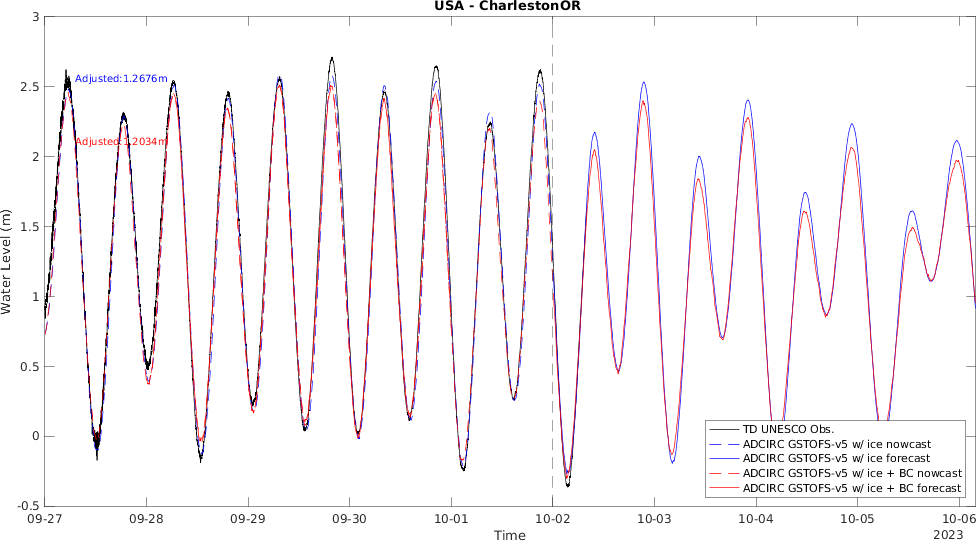 USA - CharlestonOR
3
2.5
2
1.5
1
0.5
0
-0.5
Water Level (m)
Adjusted:1.2676m
Adjusted:1.2034m
TD UNESCO Obs.
ADCIRC GSTOFS-v5 w/ ice nowcast
ADCIRC GSTOFS-v5 w/ ice forecast
ADCIRC GSTOFS-v5 w/ ice + BC nowcast
ADCIRC GSTOFS-v5 w/ ice + BC forecast
09-27 09-28 09-29 09-30 10-01 10-02 10-03 10-04 10-05 10-06
2023
Time